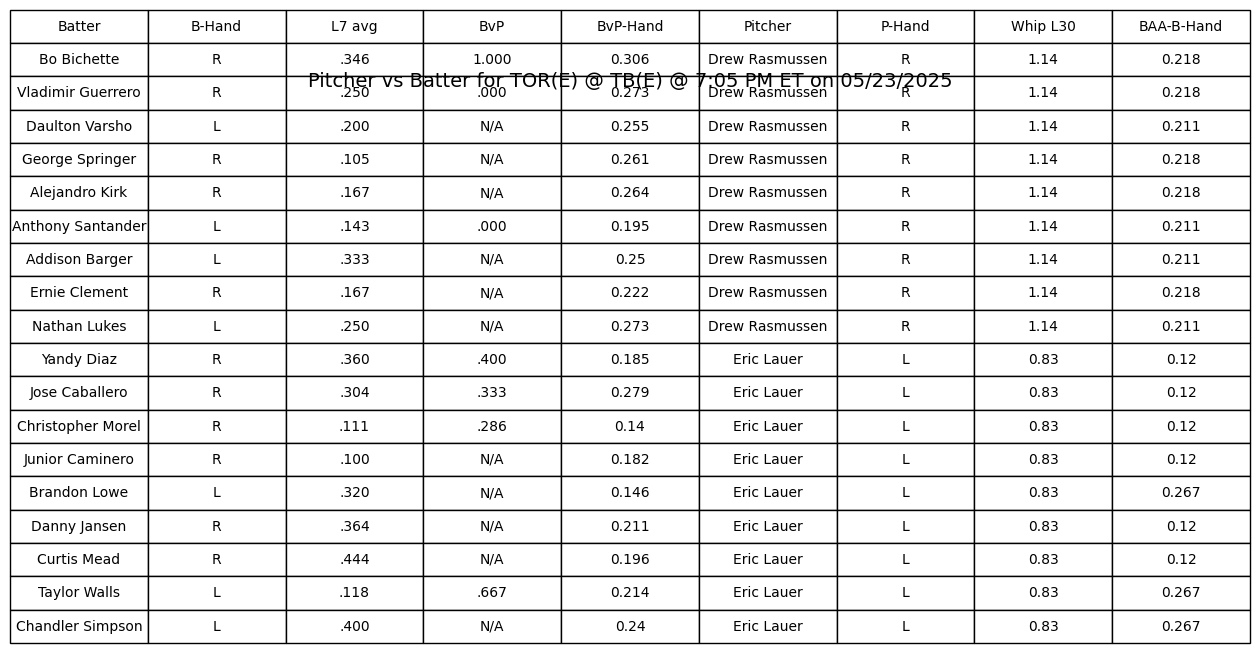 Batter B-Hand L7 avg BvP BvP-Hand Pitcher P-Hand Whip L30 BAA-B-Hand
Bo Bichette R .346 1.000 0.306 Drew Rasmussen R 1.14 0.218
Pitcher vs Batter for TOR(E) @ TB(E) @ 7:05 PM ET on 05/23/2025
Vladimir Guerrero R .250 .000 0.273 Drew Rasmussen R 1.14 0.218
Daulton Varsho L .200 N/A 0.255 Drew Rasmussen R 1.14 0.211
George Springer R .105 N/A 0.261 Drew Rasmussen R 1.14 0.218
Alejandro Kirk R .167 N/A 0.264 Drew Rasmussen R 1.14 0.218
Anthony Santander L .143 .000 0.195 Drew Rasmussen R 1.14 0.211
Addison Barger L .333 N/A 0.25 Drew Rasmussen R 1.14 0.211
Ernie Clement R .167 N/A 0.222 Drew Rasmussen R 1.14 0.218
Nathan Lukes L .250 N/A 0.273 Drew Rasmussen R 1.14 0.211
Yandy Diaz R .360 .400 0.185 Eric Lauer L 0.83 0.12
Jose Caballero R .304 .333 0.279 Eric Lauer L 0.83 0.12
Christopher Morel R .111 .286 0.14 Eric Lauer L 0.83 0.12
Junior Caminero R .100 N/A 0.182 Eric Lauer L 0.83 0.12
Brandon Lowe L .320 N/A 0.146 Eric Lauer L 0.83 0.267
Danny Jansen R .364 N/A 0.211 Eric Lauer L 0.83 0.12
Curtis Mead R .444 N/A 0.196 Eric Lauer L 0.83 0.12
Taylor Walls L .118 .667 0.214 Eric Lauer L 0.83 0.267
Chandler Simpson L .400 N/A 0.24 Eric Lauer L 0.83 0.267